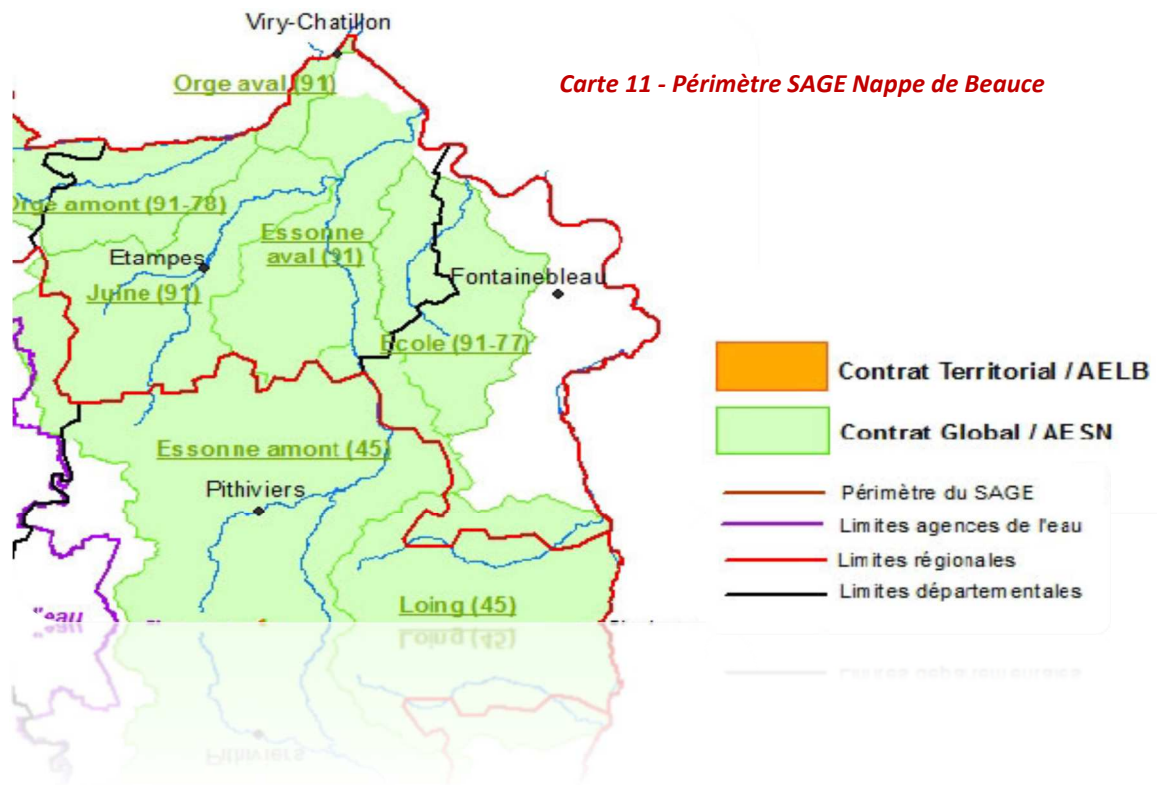 Viry-Chatillon
Orge aval (91)
Carte 11 - Périmètre SAGE Nappe de Beauce
Orge amont (91-78)
Essonne
aval (91)
Etampes
Fontainebleau
Juine (91)
Ecole (91-77)
Contrat Territorial / AELB
Contrat Global / AESN
Essonne amont (45)
Pithiviers
Périmètre du SAGE
Limites agences de l'eau
Limites régionales
Limites départementales
Loing (45)
"eau